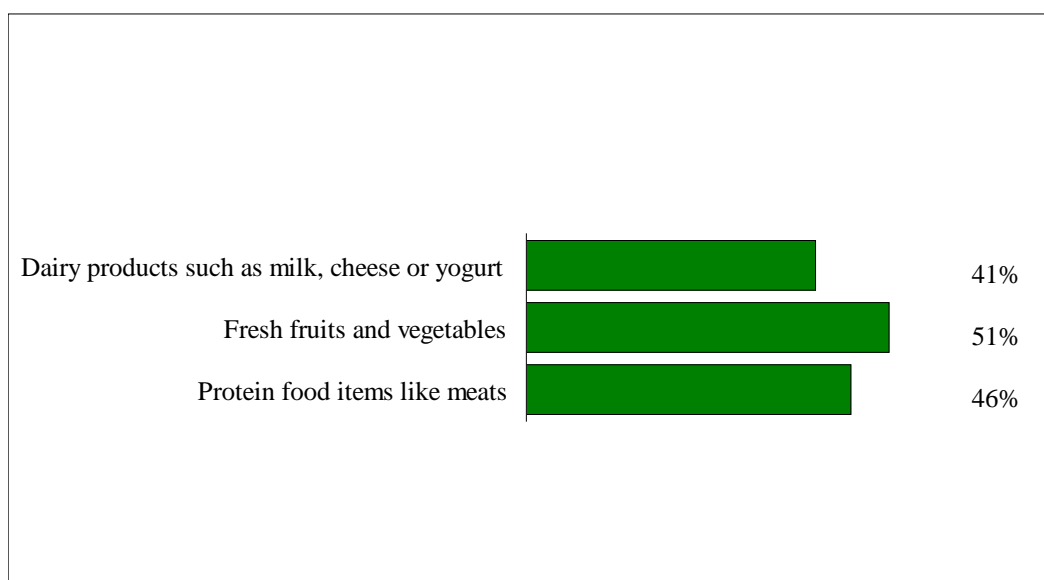 Dairy products such as milk, cheese or yogurt 41%
Fresh fruits and vegetables 51%
Protein food items like meats 46%